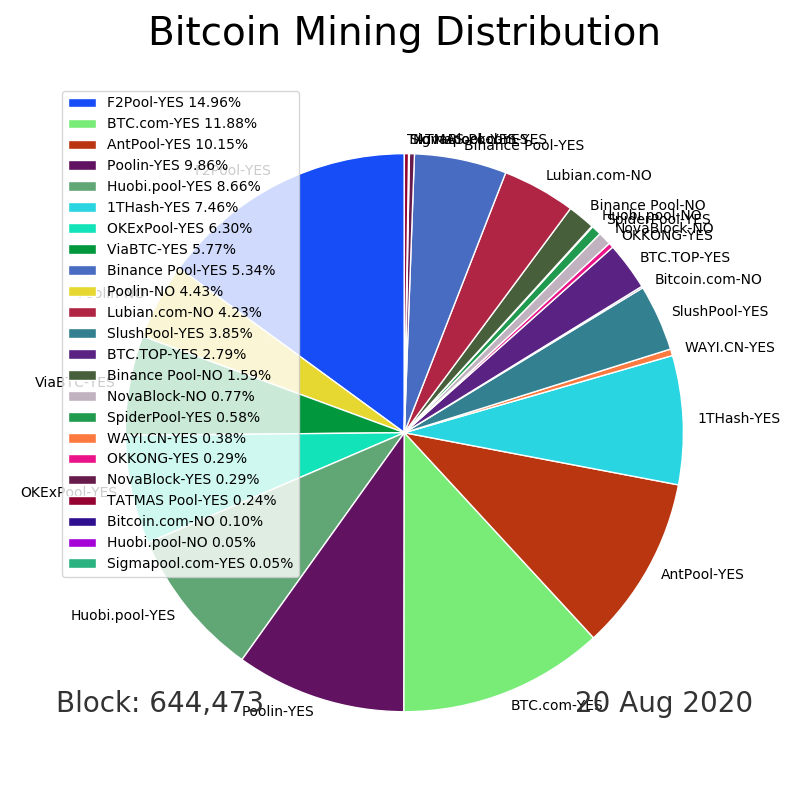 Bitcoin Mining Distribution
F2Pool-YES 14.96%
BTC.com-YES 11.88%
AntPool-YES 10.15%
Poolin-YES 9.86%
Huobi.pool-YES 8.66%
1THash-YES 7.46%
OKExPool-YES 6.30%
ViaBTC-YES 5.77%
Binance Pool-YES 5.34%
Poolin-NO 4.43%
Lubian.com-NO 4.23%
SlushPool-YES 3.85%
BTC.TOP-YES 2.79%
Binance Pool-NO 1.59%
NovaBlock-NO 0.77%
SpiderPool-YES 0.58%
WAYI.CN-YES 0.38%
OKKONG-YES 0.29%
NovaBlock-YES 0.29%
TATMAS Pool-YES 0.24%
Bitcoin.com-NO 0.10%
Huobi.pool-NO 0.05%
Sigmapool.com-YES 0.05%
Binance Pool-YES
Lubian.com-NO
Binance Pool-NO
Huobi.pool-NO
SpiderPool-YES
NovaBlock-NO
OKKONG-YES
BTC.TOP-YES
Bitcoin.com-NO
SlushPool-YES
WAYI.CN-YES
1THash-YES
AntPool-YES
BTC.com-YES
Poolin-YES
Huobi.pool-YES
OKExPool-YES
ViaBTC-YES
F2Pool-YES
Block: 644,473
20 Aug 2020